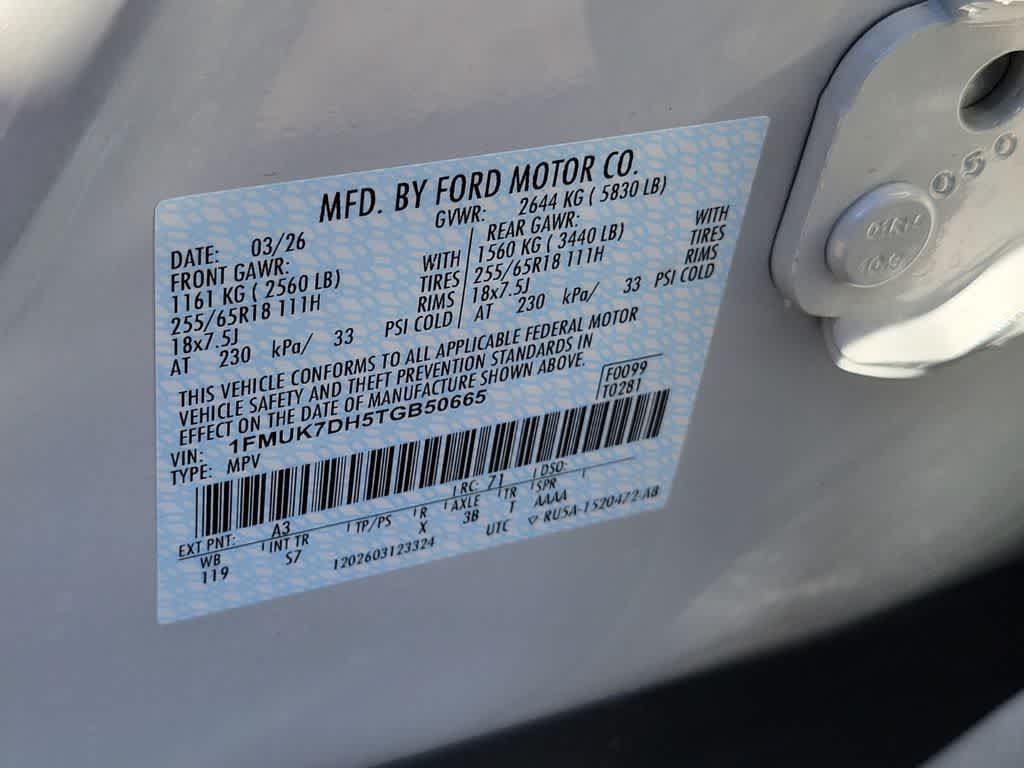 MFD. BY FORD MOTOR CO.
DATE: 03/26 GVWR: 2644 KG ( 5830 LB)
FRONT GAWR: REAR GAWR:
1161 KG ( 2560 LB) WITH 1560 KG ( 3440 LB) WITH
255/65R18 111H TIRES 255/65R18 111H TIRES
18x7.5J RIMS 18x7.5J RIMS
AT 230 kPa/ 33 PSI COLD AT 230 kPa/ 33 PSI COLD
THIS VEHICLE CONFORMS TO ALL APPLICABLE FEDERAL MOTOR
VEHICLE SAFETY AND THEFT PREVENTION STANDARDS IN
EFFECT ON THE DATE OF MANUFACTURE SHOWN ABOVE.
VIN: 1FMUK7DH5TGB50665
TYPE: MPV
F0099
T0281
EXT PNT: A3 RC: 71 DSO:
WB INT TR TP/PS R AXLE TR SPR
119 S7 X 3B T AAAA
1202603123324 UTC RU5A-1520472-AB
050